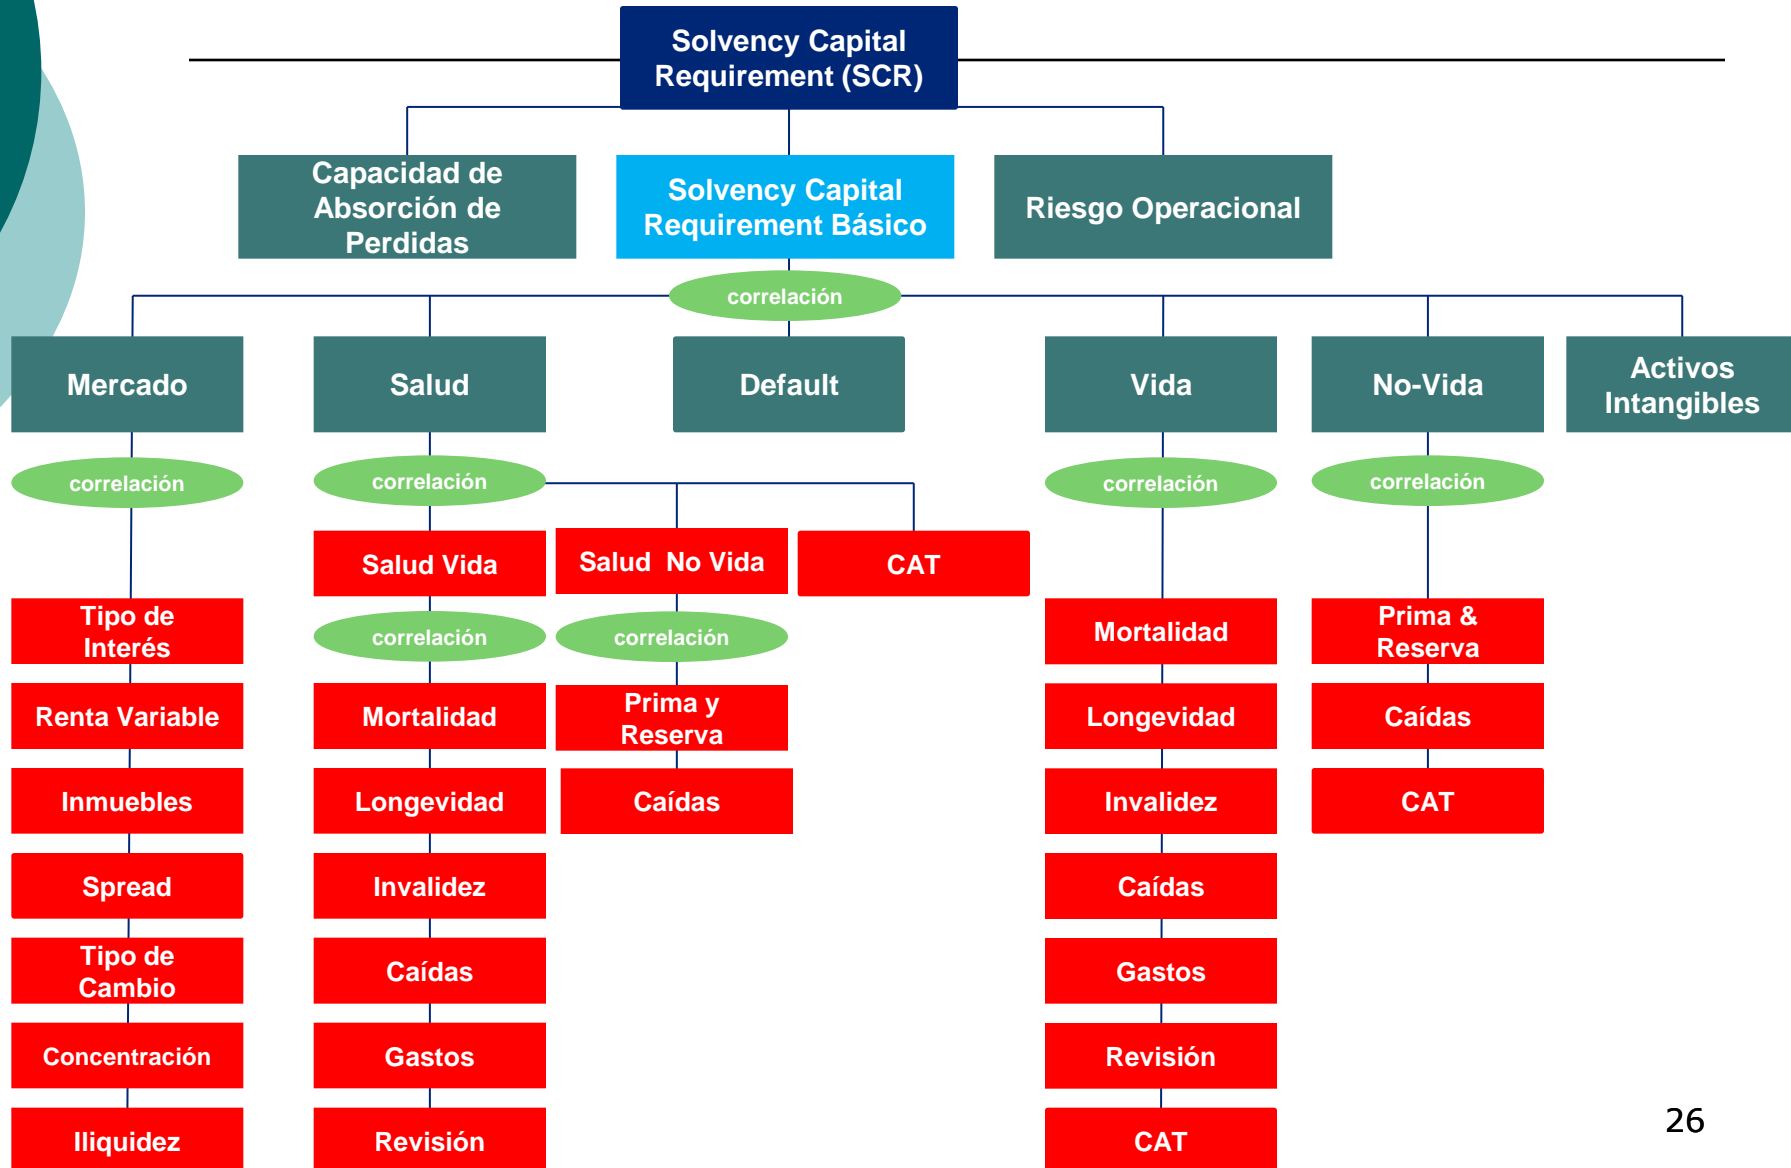 Solvency Capital
Requirement (SCR)
Capacidad de
Absorción de
Perdidas
Solvency Capital
Requirement Básico
Riesgo Operacional
correlación
Mercado
Salud
Default
Vida
No-Vida
Activos
Intangibles
correlación
correlación
correlación
correlación
Salud Vida
Salud No Vida
CAT
correlación
correlación
Tipo de
Interés
Renta Variable
Inmuebles
Spread
Tipo de
Cambio
Concentración
Iliquidez
Mortalidad
Longevidad
Invalidez
Caídas
Gastos
Revisión
Prima y
Reserva
Caídas
Mortalidad
Longevidad
Invalidez
Caídas
Gastos
Revisión
CAT
Prima &
Reserva
Caídas
CAT
26